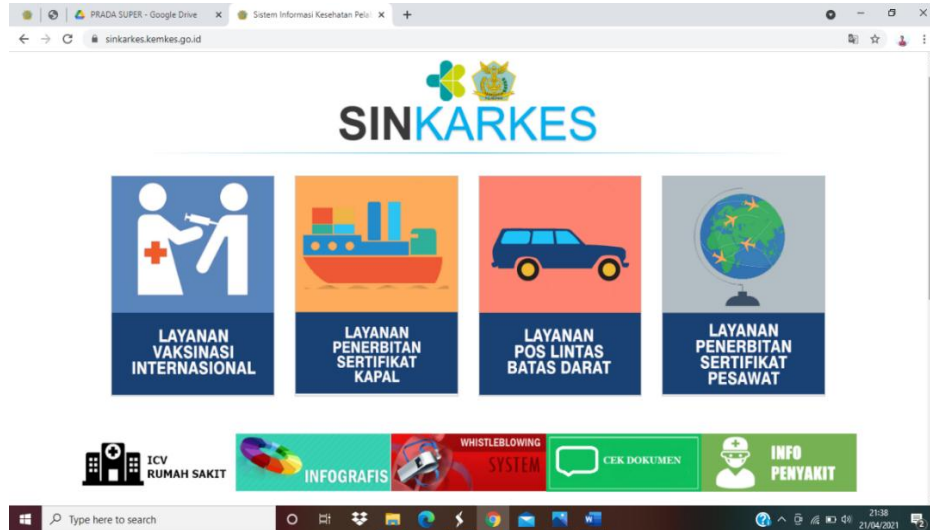 PRADA SUPER - Google Drive
Sistem Informasi Kesehatan Pela
sinkarkes.kemkes.go.id
SINKARKES
LAYANAN
VAKSINASI
INTERNASIONAL
LAYANAN
PENERBITAN
SERTIFIKAT
KAPAL
LAYANAN
POS LINTAS
BATAS DARAT
LAYANAN
PENERBITAN
SERTIFIKAT
PESAWAT
ICV
RUMAH SAKIT
INFOGRAFIS
WHISTLEBLOWING
SYSTEM
CEK DOKUMEN
INFO
PENYAKIT
Type here to search
21:38
21/04/2021